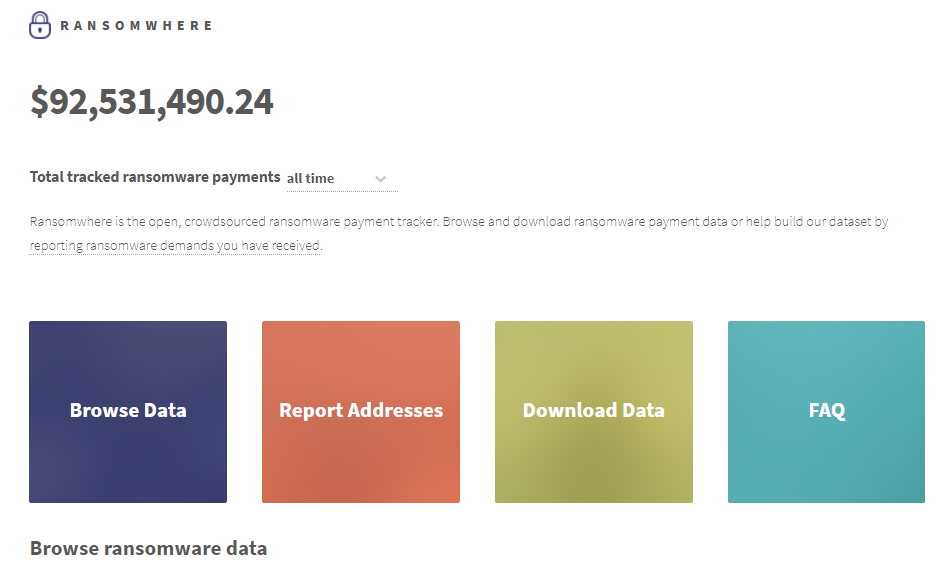 RANSOMWHERE
$92,531,490.24
Total tracked ransomware payments all time
Ransomwhere is the open, crowdsourced ransomware payment tracker. Browse and download ransomware payment data or help build our dataset by
reporting ransomware demands you have received.
Browse Data
Report Addresses
Download Data
FAQ
Browse ransomware data